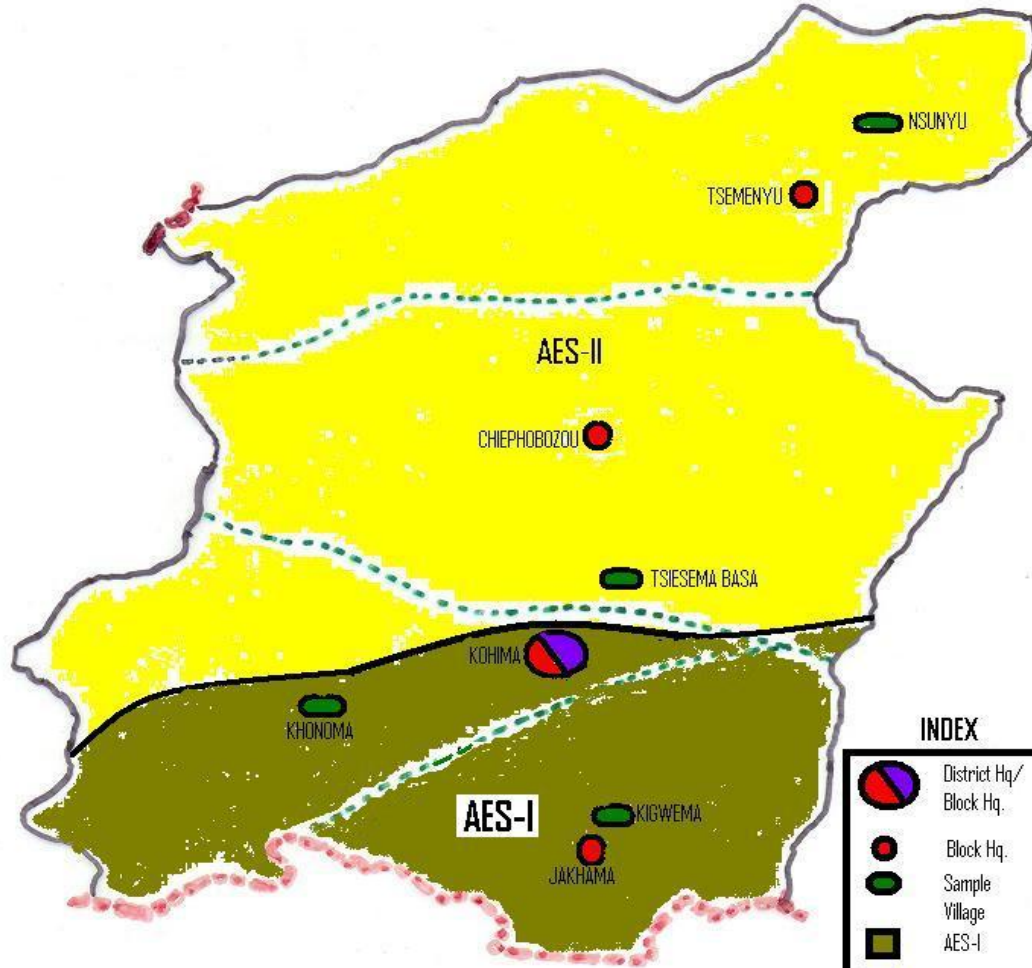 NSUNYU
TSEMENYU
AES-II
CHIEPHOBOZOU
TSIESEMA BASA
KOHIMA
KHONOMA
AES-I
KIGWEMA
JAKHAMA
INDEX
District Hq/
Block Hq.
Block Hq.
Sample
Village
AES-I